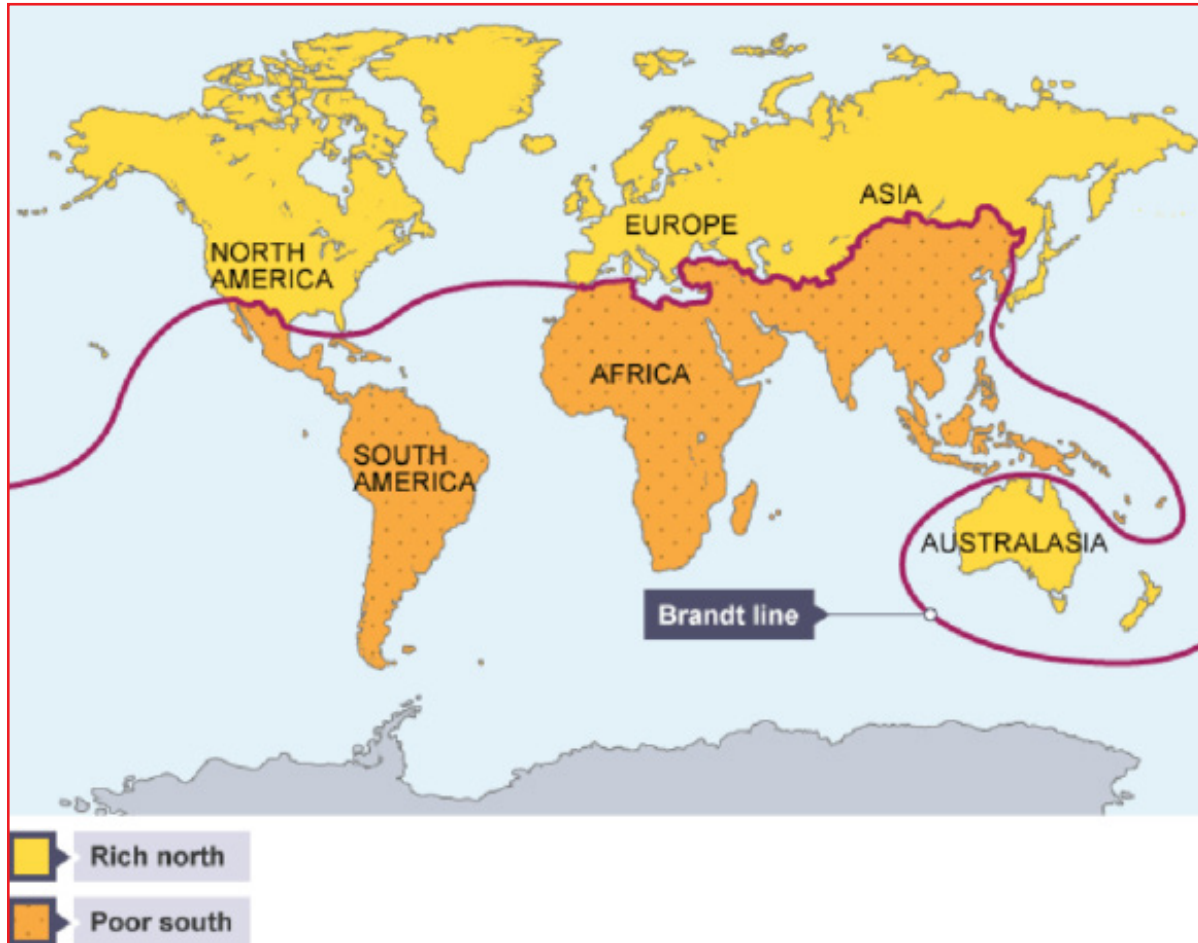 ASIA
EUROPE
NORTH
AMERICA
AFRICA
SOUTH
AMERICA
AUSTRALASIA
Brandt line
Rich north
Poor south